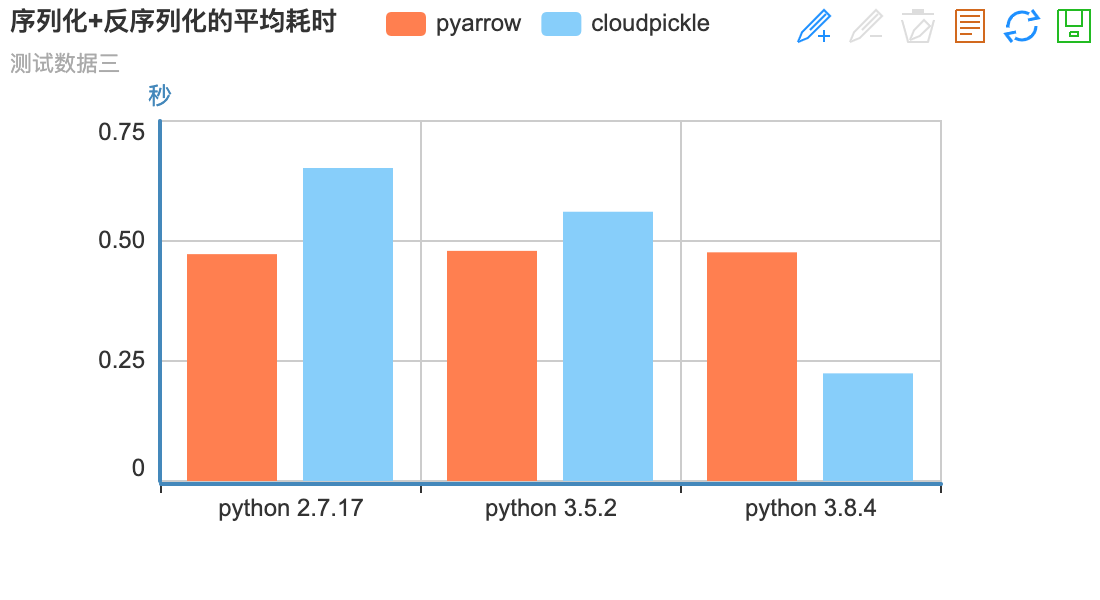 序列化+反序列化的平均耗时
pyarrow
cloudpickle
测试数据三
秒
0.75
0.50
0.25
0
python 2.7.17
python 3.5.2
python 3.8.4